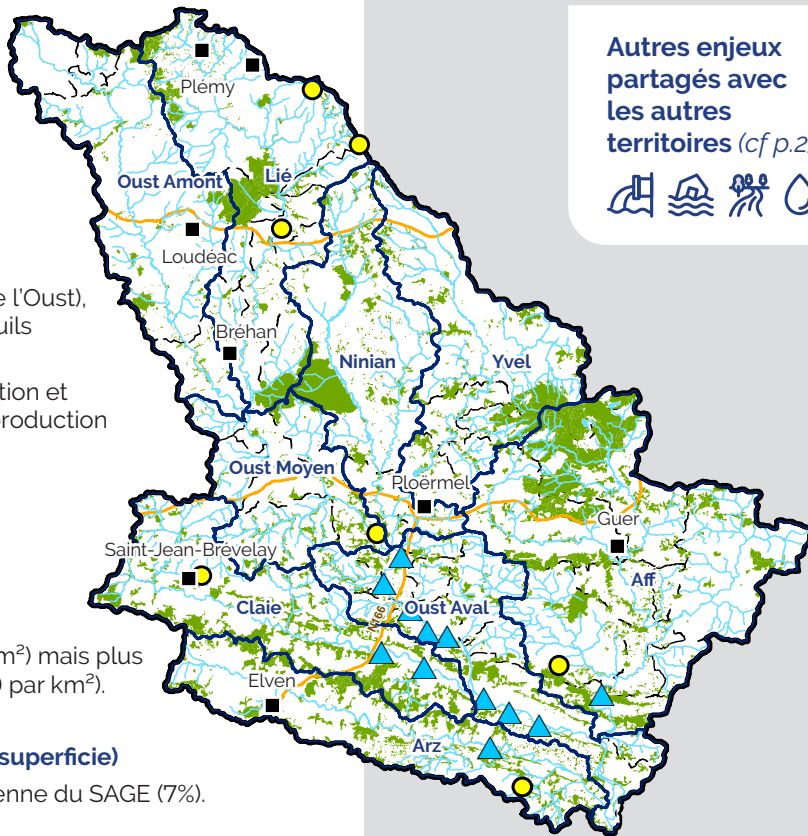 Autres enjeux
partagés avec
les autres
territoires (cf p.2
Plémy
Oust Amont
Lié
Loudéac
e l'Oust),
uils
Bréhan
Ninian
Yvel
tion et
production
Oust Moyen
Ploërmel
Guer
Saint-Jean-Brevelay
Aff
Claie
Oust Aval
N166
m²) mais plus
) par km²).
Elven
Arz
superficie)
enne du SAGE (7%).